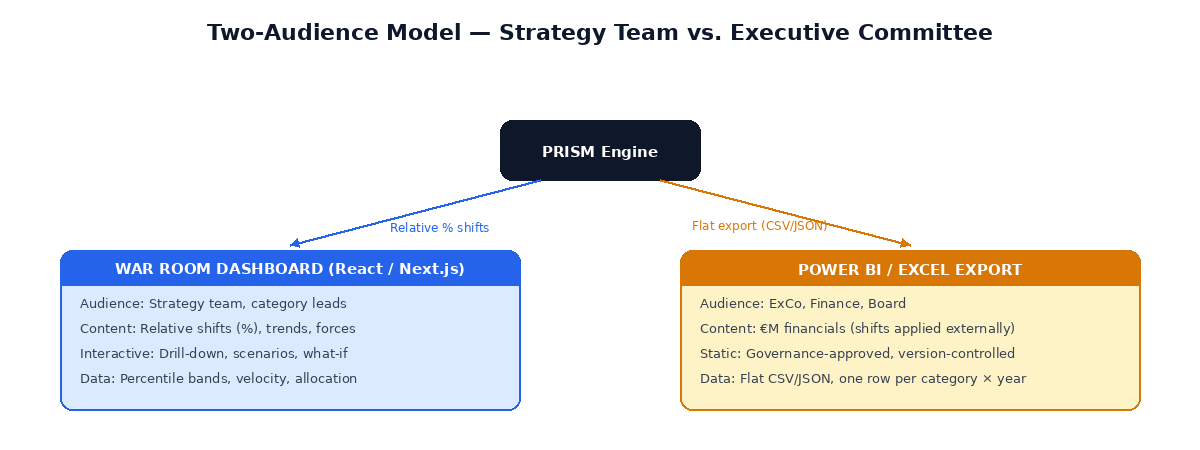 Two-Audience Model — Strategy Team vs. Executive Committee
PRISM Engine
Relative % shifts
Flat export (CSV/JSON)
WAR ROOM DASHBOARD (React / Next.js)
Audience: Strategy team, category leads
Content: Relative shifts (%), trends, forces
Interactive: Drill-down, scenarios, what-if
Data: Percentile bands, velocity, allocation
POWER BI / EXCEL EXPORT
Audience: ExCo, Finance, Board
Content: €M financials (shifts applied externally)
Static: Governance-approved, version-controlled
Data: Flat CSV/JSON, one row per category × year